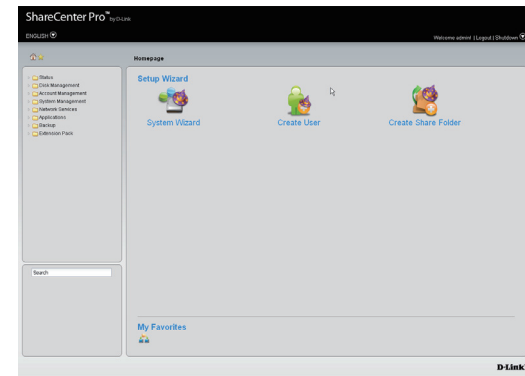 ShareCenter Pro™ by D-Link
ENGLISH
Welcome admin! | Logout | Shutdown
Homepage
Status
Disk Management
Account Management
System Management
Network Services
Applications
Backup
Extension Pack
Setup Wizard
System Wizard
Create User
Create Share Folder
Search
My Favorites
D-Link